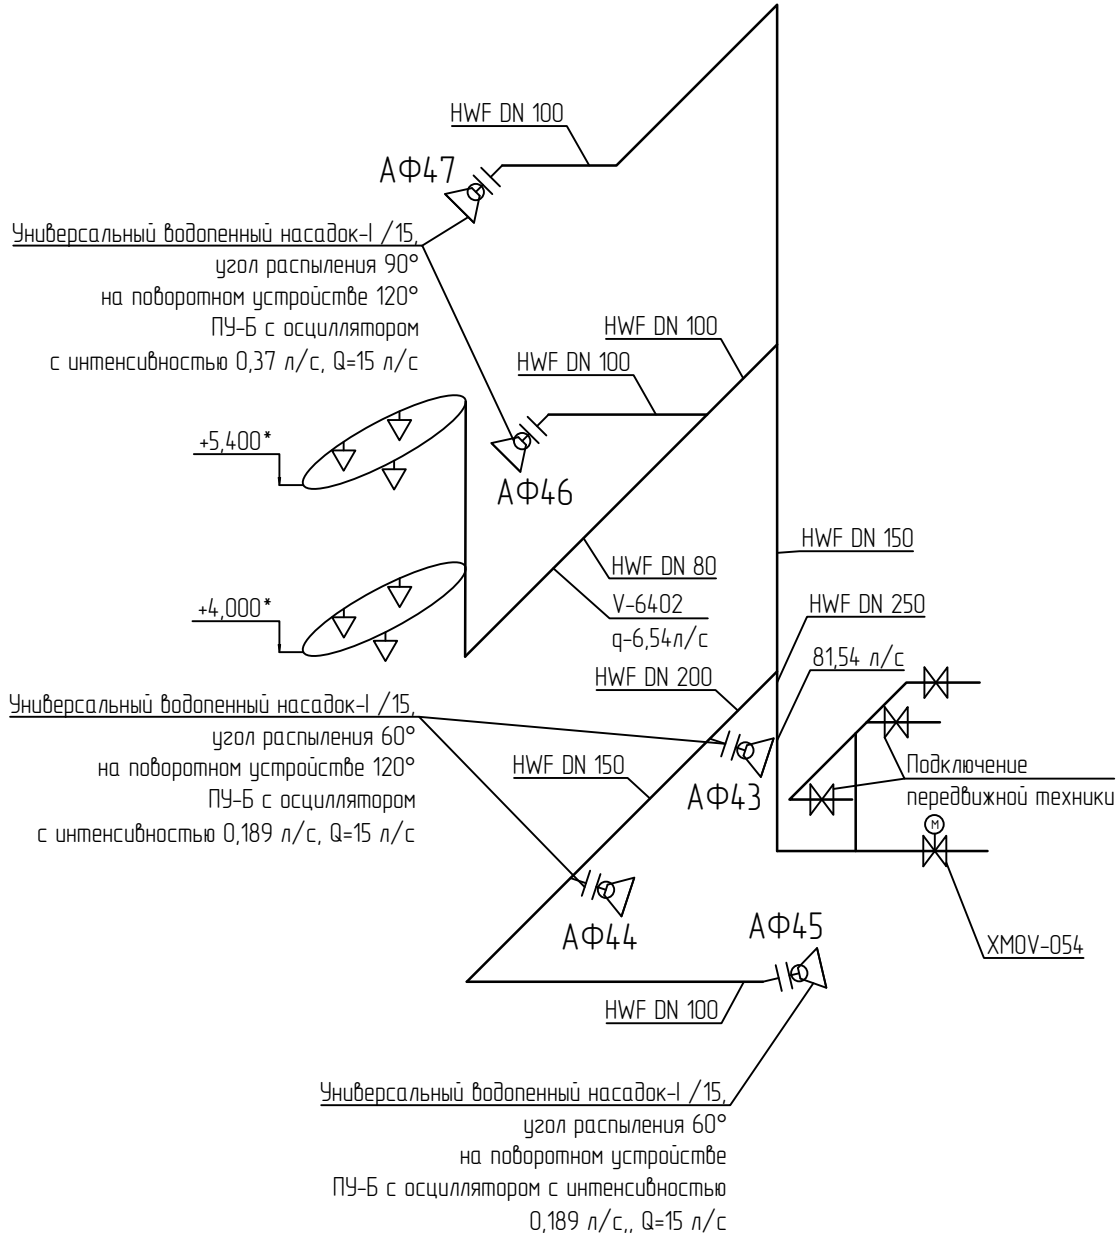 HWF DN 100
АФ47
Универсальный водопенный насадок-I /15,
угол распыления 90°
на поворотном устройстве 120°
ПУ-Б с осциллятором
с интенсивностью 0,37 л/с, Q=15 л/с
HWF DN 100
HWF DN 100
+5,400*
АФ46
HWF DN 150
HWF DN 80
+4,000*
V-6402
q-6,54л/с
HWF DN 250
81,54 л/с
HWF DN 200
Универсальный водопенный насадок-I /15,
угол распыления 60°
на поворотном устройстве 120°
ПУ-Б с осциллятором
с интенсивностью 0,189 л/с, Q=15 л/с
HWF DN 150
АФ43
Подключение
передвижной техники
М
АФ44
АФ45
XMOV-054
HWF DN 100
Универсальный водопенный насадок-I /15,
угол распыления 60°
на поворотном устройстве
ПУ-Б с осциллятором с интенсивностью
0,189 л/с,, Q=15 л/с